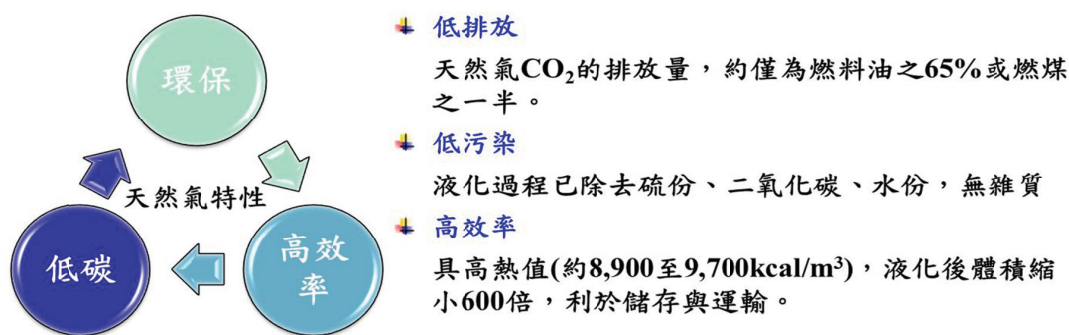 環保
天然氣特性
低碳
高效
率
低排放
天然氣CO₂的排放量，約僅為燃料油之65%或燃煤
之一半。
低污染
液化過程已除去硫份、二氧化碳、水份，無雜質
高效率
具高熱值(約8,900至9,700kcal/m³)，液化後體積縮
小600倍，利於儲存與運輸。